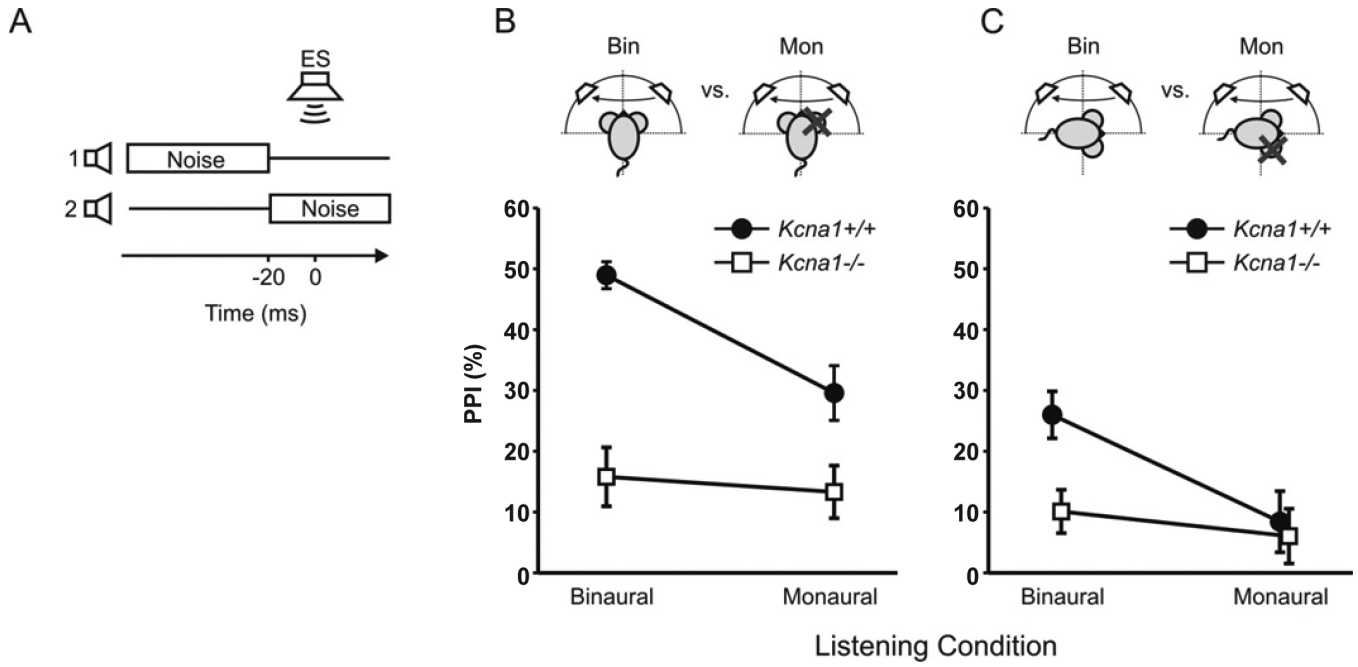 A
ES
1 Noise
2 Noise
-20 0
Time (ms)
B
Bin vs. Mon
Kcna1+/+
Kcna1-/-
PPI (%)
60
50
40
30
20
10
0
Binaural Monaural
C
Bin vs. Mon
Kcna1+/+
Kcna1-/-
60
50
40
30
20
10
0
Binaural Monaural
Listening Condition